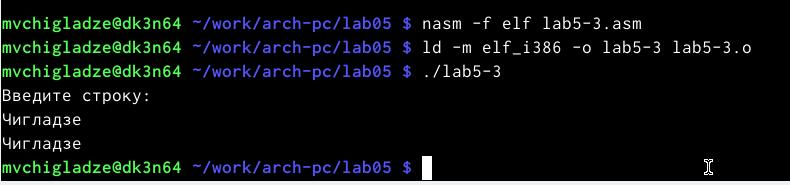 mvchigladze@dk3n64 ~/work/arch-pc/lab05 $ nasm -f elf lab5-3.asm
mvchigladze@dk3n64 ~/work/arch-pc/lab05 $ ld -m elf_i386 -o lab5-3 lab5-3.o
mvchigladze@dk3n64 ~/work/arch-pc/lab05 $ ./lab5-3
Введите строку:
Чигладзе
Чигладзе
mvchigladze@dk3n64 ~/work/arch-pc/lab05 $